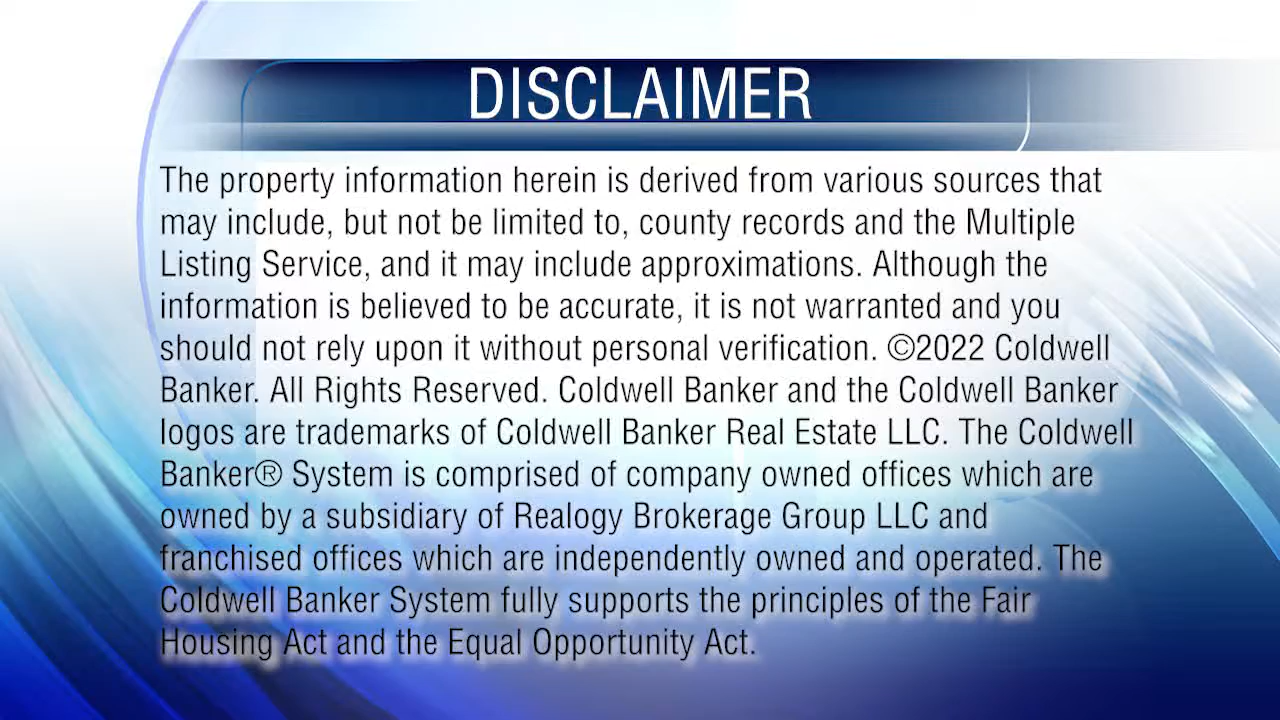 DISCLAIMER
The property information herein is derived from various sources that
may include, but not be limited to, county records and the Multiple
Listing Service, and it may include approximations. Although the
information is believed to be accurate, it is not warranted and you
should not rely upon it without personal verification. ©2022 Coldwell
Banker. All Rights Reserved. Coldwell Banker and the Coldwell Banker
logos are trademarks of Coldwell Banker Real Estate LLC. The Coldwell
Banker® System is comprised of company owned offices which are
owned by a subsidiary of Realogy Brokerage Group LLC and
franchised offices which are independently owned and operated. The
Coldwell Banker System fully supports the principles of the Fair
Housing Act and the Equal Opportunity Act.